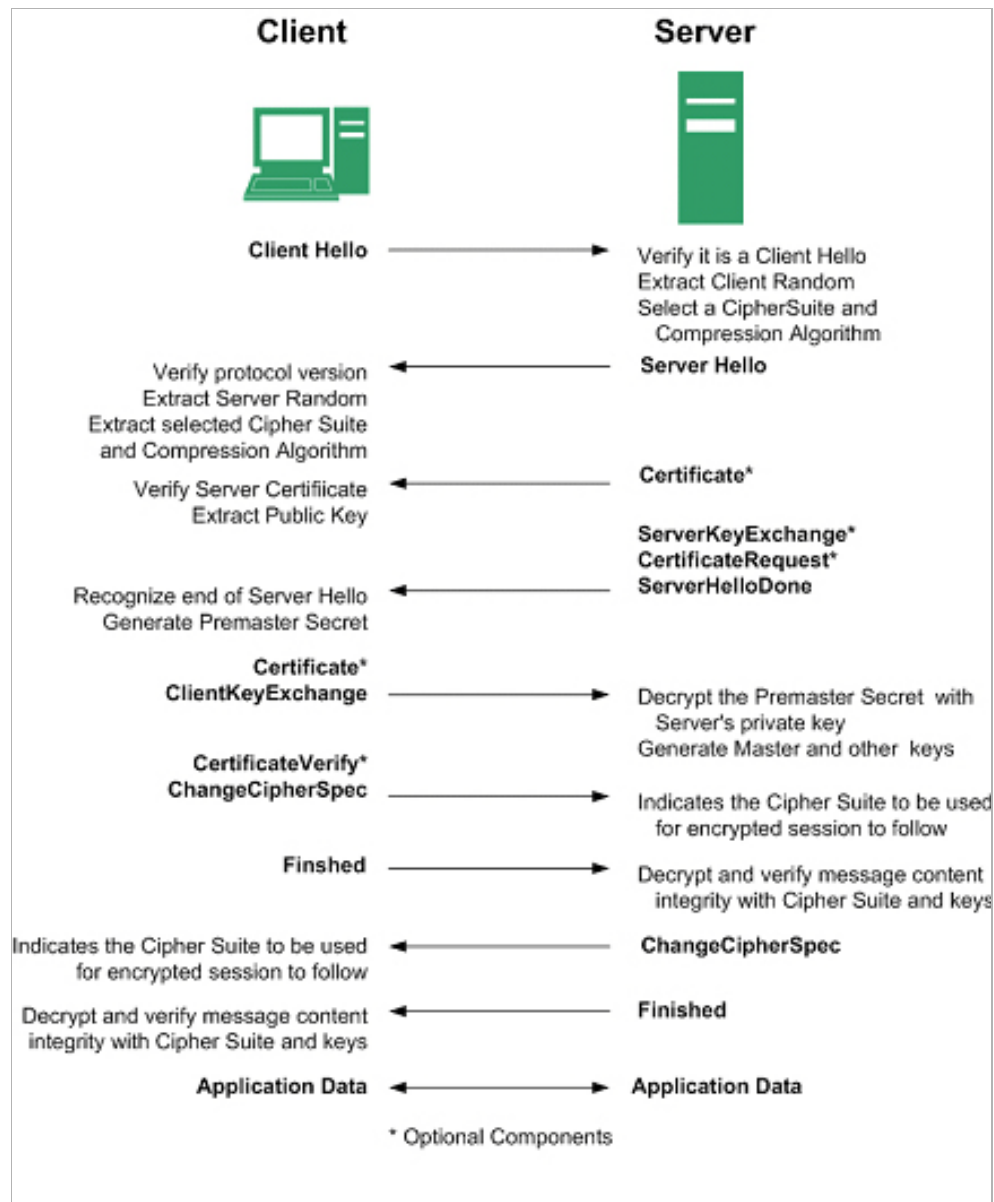 Client
Server
Client Hello
Verify it is a Client Hello
Extract Client Random
Select a CipherSuite and
Compression Algorithm
Server Hello
Verify protocol version
Extract Server Random
Extract selected Cipher Suite
and Compression Algorithm
Certificate*
Verify Server Certifiicate
Extract Public Key
ServerKeyExchange*
CertificateRequest*
ServerHelloDone
Recognize end of Server Hello
Generate Premaster Secret
Certificate*
ClientKeyExchange
Decrypt the Premaster Secret with
Server's private key
Generate Master and other keys
CertificateVerify*
ChangeCipherSpec
Indicates the Cipher Suite to be used
for encrypted session to follow
Finshed
Decrypt and verify message content
integrity with Cipher Suite and keys
ChangeCipherSpec
Indicates the Cipher Suite to be used
for encrypted session to follow
Finished
Decrypt and verify message content
integrity with Cipher Suite and keys
Application Data
Application Data
* Optional Components